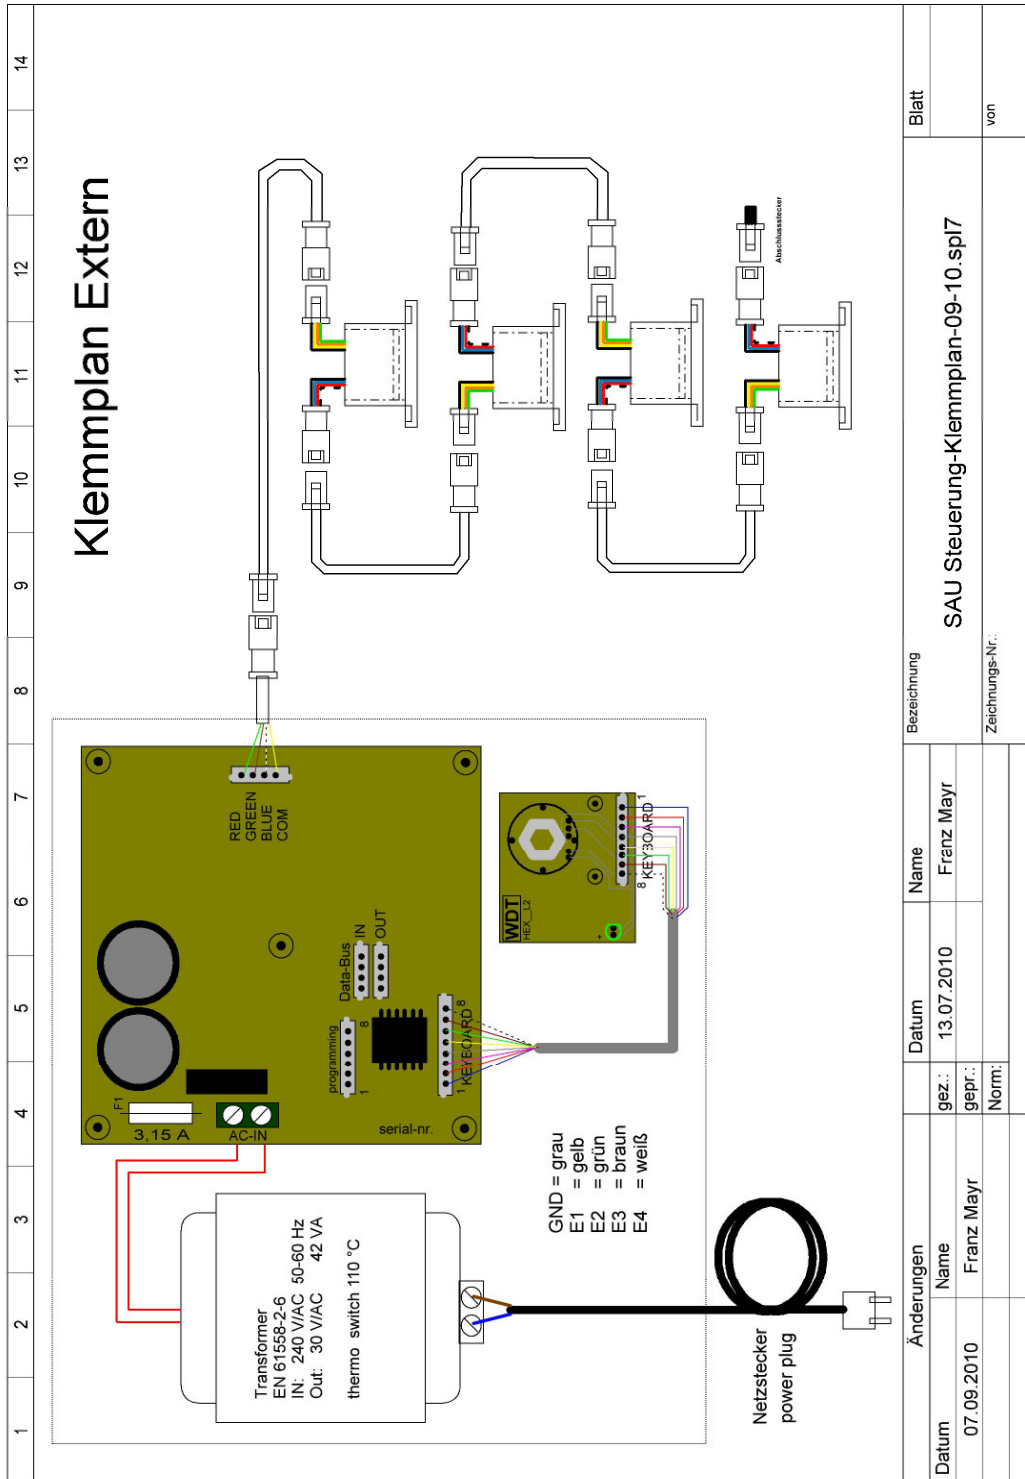 1 2 3 4 5 6 7 8 9 10 11 12 13 14
Klemmplan Extern
F1
3,15 A
AC-IN
serial-nr.
programming
1 8
Data-Bus
IN
OUT
1 KEYBOARD 8
RED
GREEN
BLUE
COM
WDT
HEX_L2
+
8 KEYBOARD 1
Abschlussstecker
Transformer
EN 61558-2-6
IN: 240 V/AC 50-60 Hz
Out: 30 V/AC 42 VA
thermo switch 110 °C
GND = grau
E1 = gelb
E2 = grün
E3 = braun
E4 = weiß
Netzstecker
power plug
Änderungen
Datum Name
07.09.2010 Franz Mayr
Datum Name
gez.: 13.07.2010 Franz Mayr
gepr.:
Norm:
Bezeichnung
SAU Steuerung-Klemmplan-09-10.spl7
Zeichnungs-Nr.:
Blatt
von